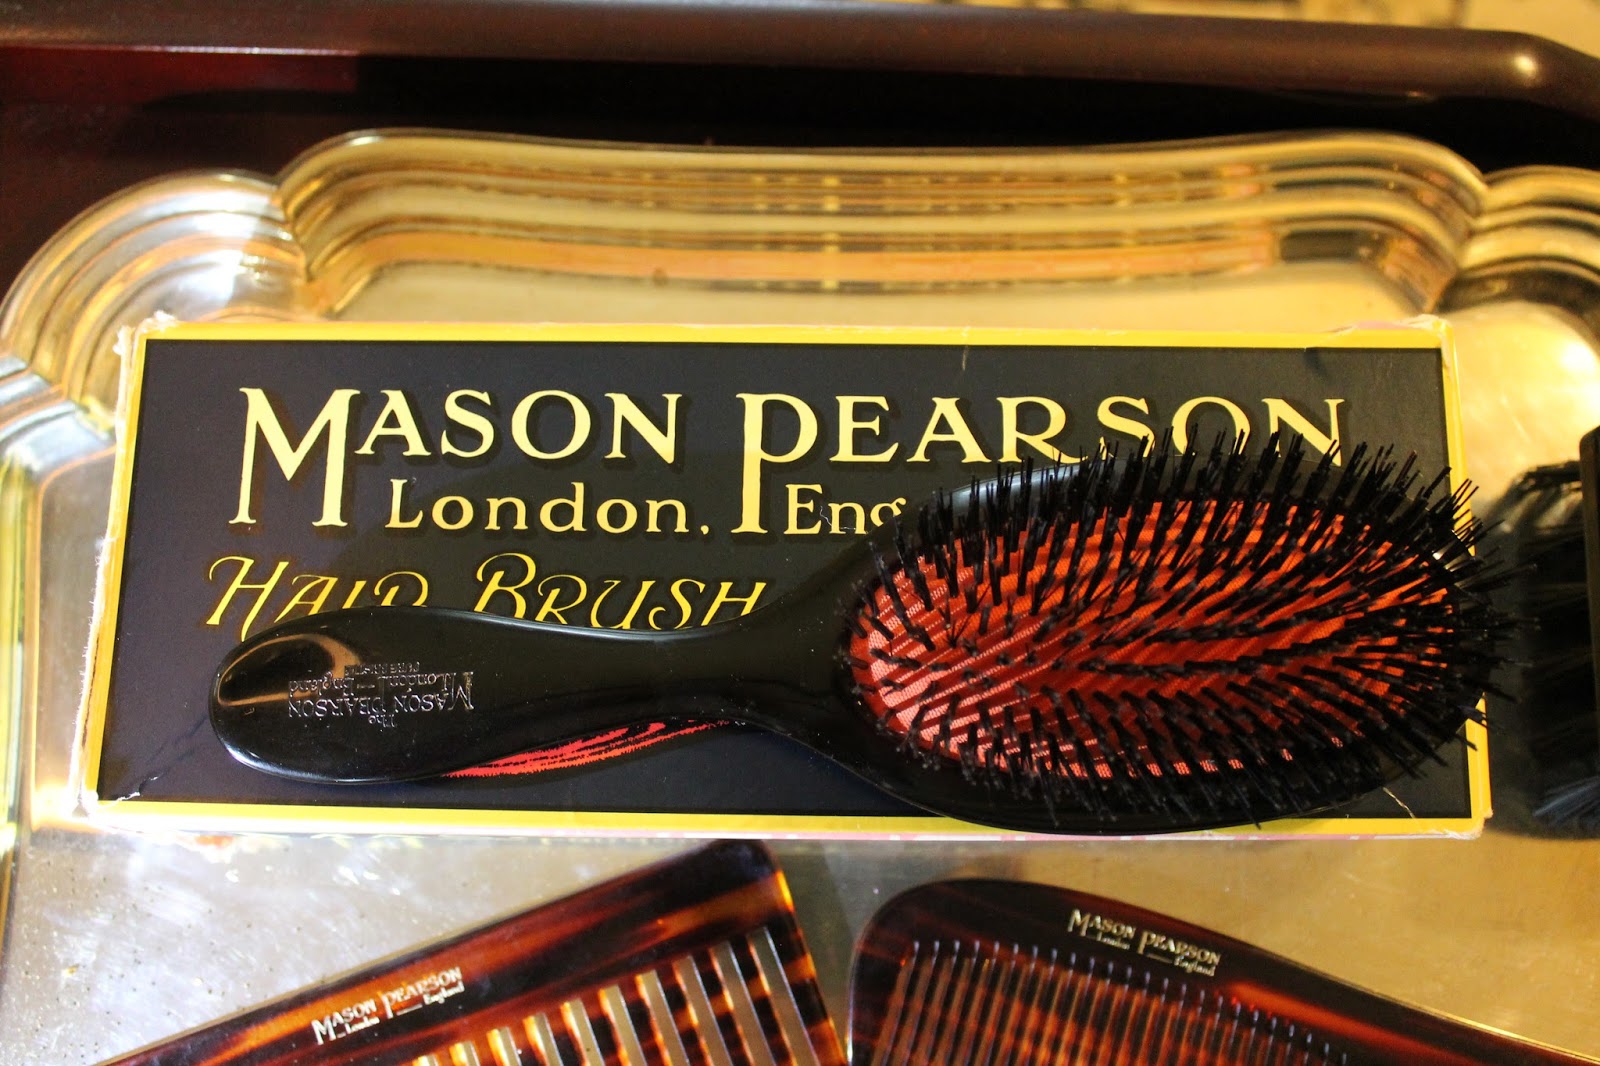 MASON PEARSON
London, Eng
HAIR BRUSH
The
MASON PEARSON
London England
MASON PEARSON
London England
MASON PEARSON
London England